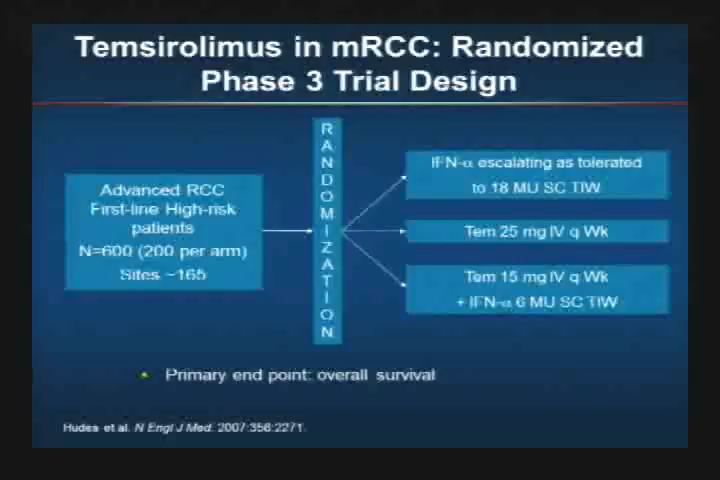 Temsirolimus in mRCC: Randomized
Phase 3 Trial Design
Advanced RCC
First-line High-risk
patients
N=600 (200 per arm)
Sites ~165
RANDOMIZATION
IFN-α escalating as tolerated
to 18 MU SC TIW
Tem 25 mg IV q Wk
Tem 15 mg IV q Wk
+ IFN-α 6 MU SC TIW
• Primary end point: overall survival
Hudes et al. N Engl J Med. 2007;356:2271.